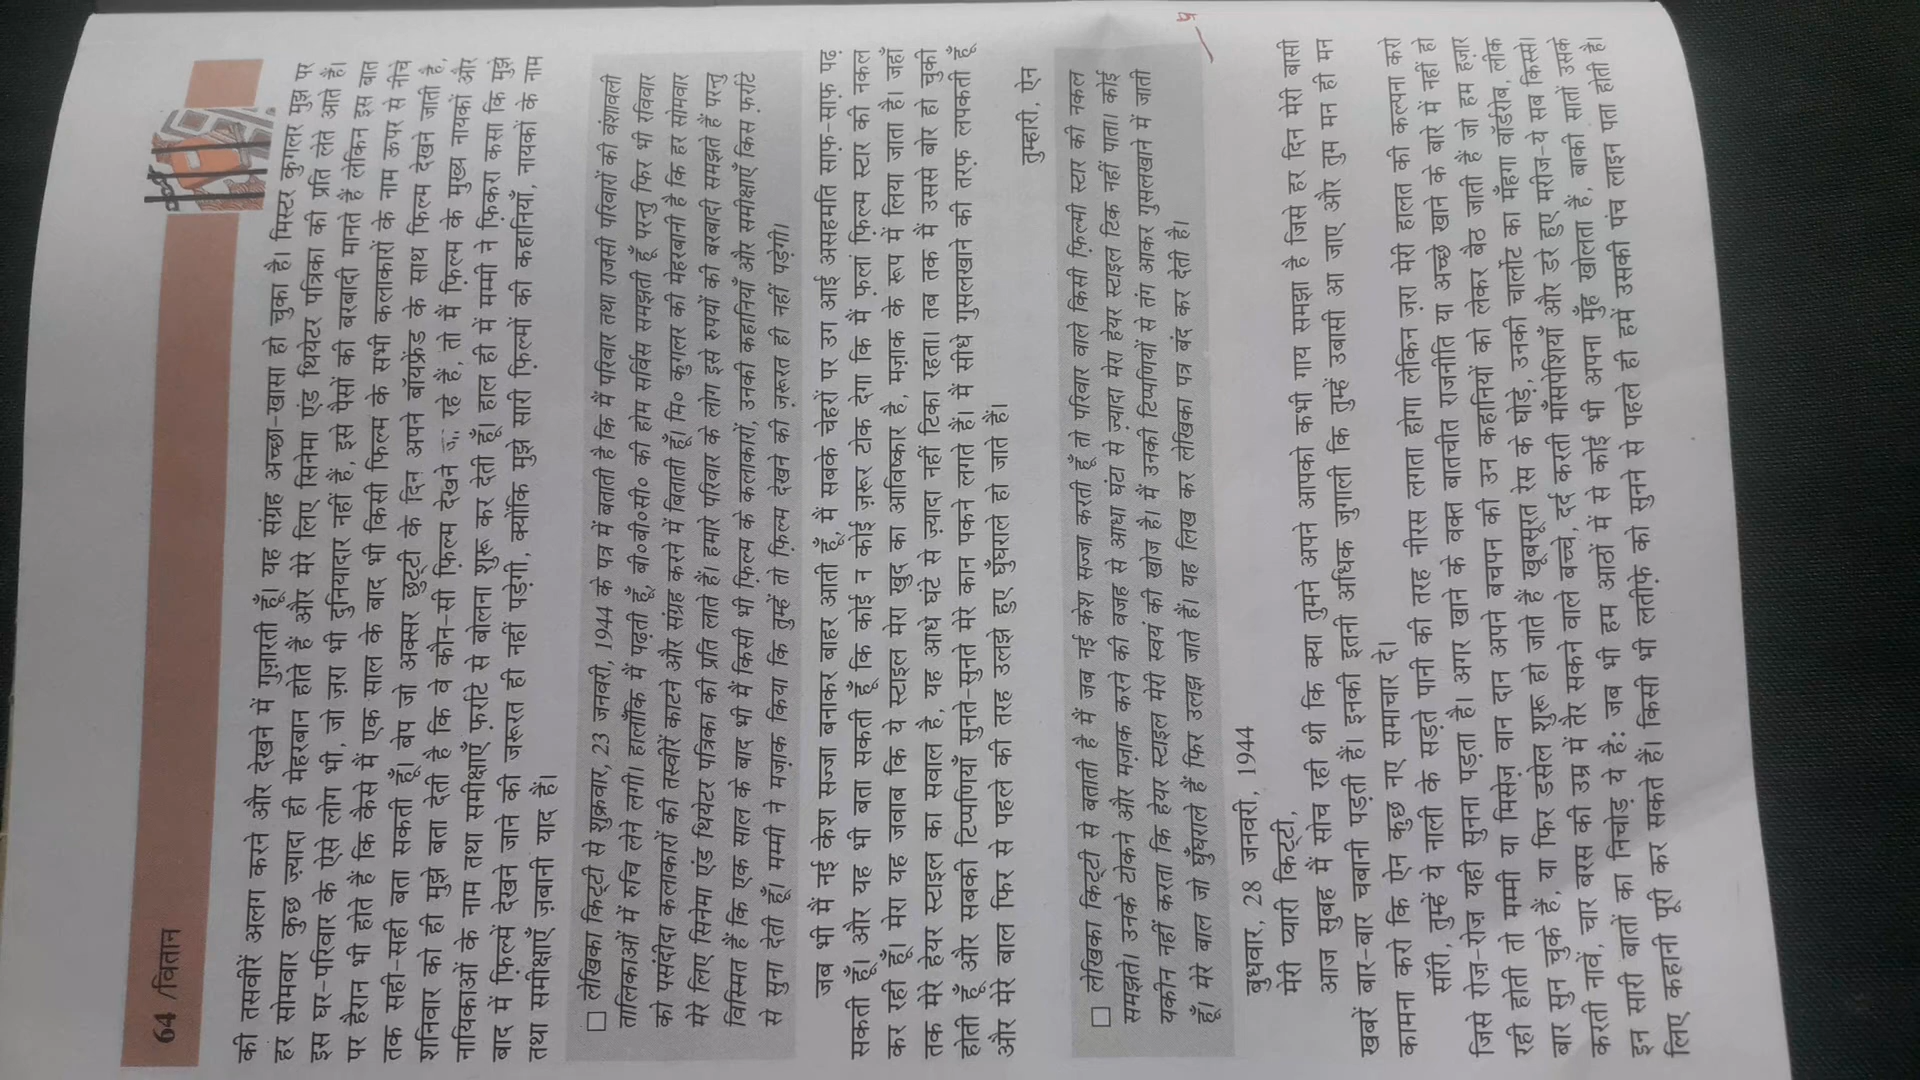 64 /वितान
की तसवीरें अलग करने और देखने में गुज़ारती हूँ। यह संग्रह अच्छा-खासा हो चुका है। मिस्टर कुगलर मुझ पर
हर सोमवार कुछ ज़्यादा ही मेहरबान होते हैं और मेरे लिए सिनेमा एंड थियेटर पत्रिका की प्रति लेते आते हैं।
इस घर-परिवार के ऐसे लोग भी, जो ज़रा भी दुनियादार नहीं हैं, इसे पैसों की बरबादी मानते हैं लेकिन इस बात
पर हैरान भी होते हैं कि कैसे मैं एक साल के बाद भी किसी फिल्म के सभी कलाकारों के नाम ऊपर से नीचे
तक सही-सही बता सकती हूँ। बेप जो अक्सर छुट्टी के दिन अपने बॉयफ्रेंड के साथ फिल्म देखने जाती है,
शनिवार को ही मुझे बता देती है कि वे कौन-सी फ़िल्म देखने रहे हैं, तो मैं फ़िल्म के मुख्य नायकों और
नायिकाओं के नाम तथा समीक्षाएँ फ़र्राटे से बोलना शुरू कर देती हूँ। हाल ही में मम्मी ने फ़िकरा कसा कि मुझे
बाद में फ़िल्में देखने जाने की जरूरत ही नहीं पड़ेगी, क्योंकि मुझे सारी फ़िल्मों की कहानियाँ, नायकों के नाम
तथा समीक्षाएँ ज़बानी याद हैं।
□ लेखिका किट्टी से शुक्रवार, 23 जनवरी, 1944 के पत्र में बताती है कि मैं परिवार तथा राजसी परिवारों की वंशावली
तालिकाओं में रुचि लेने लगी। हालाँकि मैं पढ़ती हूँ, बी०बी०सी० की होम सर्विस समझती हूँ परन्तु फिर भी रविवार
को पसंदीदा कलाकारों की तस्वीरें काटने और संग्रह करने में बिताती हूँ। मि० कुगलर की मेहरबानी है कि हर सोमवार
मेरे लिए सिनेमा एंड थियेटर पत्रिका की प्रति लाते हैं। हमारे परिवार के लोग इसे रुपयों की बरबादी समझते हैं परन्तु
विस्मित हैं कि एक साल के बाद भी मैं किसी भी फ़िल्म के कलाकारों, उनकी कहानियाँ और समीक्षाएँ किस फ़र्राटे
से सुना देती हूँ। मम्मी ने मज़ाक किया कि तुम्हें तो फ़िल्म देखने की ज़रूरत ही नहीं पड़ेगी।
जब भी मैं नई केश सज्जा बनाकर बाहर आती हूँ, मैं सबके चेहरों पर उग आई असहमति साफ़-साफ़ पढ़
सकती हूँ। और यह भी बता सकती हूँ कि कोई न कोई ज़रूर टोक देगा कि मैं फ़लां फ़िल्म स्टार की नकल
कर रही हूँ। मेरा यह जवाब कि ये स्टाइल मेरा खुद का आविष्कार है, मज़ाक के रूप में लिया जाता है। जहाँ
तक मेरे हेयर स्टाइल का सवाल है, यह आधे घंटे से ज़्यादा नहीं टिका रहता। तब तक मैं उससे बोर हो चुकी
होती हूँ और सबकी टिप्पणियाँ सुनते-सुनते मेरे कान पकने लगते हैं। मैं सीधे गुसलखाने की तरफ़ लपकती हूँ
और मेरे बाल फिर से पहले की तरह उलझे हुए घुँघराले हो जाते हैं।
तुम्हारी, ऐन
□ लेखिका किट्टी से बताती है मैं जब नई केश सज्जा करती हूँ तो परिवार वाले किसी फ़िल्मी स्टार की नकल
समझते। उनके टोकने और मज़ाक करने की वजह से आधा घंटा से ज़्यादा मेरा हेयर स्टाइल टिक नहीं पाता। कोई
यकीन नहीं करता कि हेयर स्टाइल मेरी स्वयं की खोज है। मैं उनकी टिप्पणियों से तंग आकर गुसलखाने में जाती
हूँ। मेरे बाल जो घुँघराले हैं फिर उलझ जाते हैं। यह लिख कर लेखिका पत्र बंद कर देती है।
बुधवार, 28 जनवरी, 1944
मेरी प्यारी किट्टी,
आज सुबह मैं सोच रही थी कि क्या तुमने अपने आपको कभी गाय समझा है जिसे हर दिन मेरी बासी
खबरें बार-बार चबानी पड़ती हैं। इनकी इतनी अधिक जुगाली कि तुम्हें उबासी आ जाए और तुम मन ही मन
कामना करो कि ऐन कुछ नए समाचार दे।
सॉरी, तुम्हें ये नाली के सड़ते पानी की तरह नीरस लगता होगा लेकिन ज़रा मेरी हालत की कल्पना करो
जिसे रोज़-रोज़ यही सुनना पड़ता है। अगर खाने के वक्त बातचीत राजनीति या अच्छे खाने के बारे में नहीं हो
रही होती तो मम्मी या मिसेज़ वान दान अपने बचपन की उन कहानियों को लेकर बैठ जाती हैं जो हम हज़ार
बार सुन चुके हैं, या फिर डसेल शुरू हो जाते हैं खूबसूरत रेस के घोड़े, उनकी चार्लोट का मँहगा वॉर्डरोब, लीक
करती नावें, चार बरस की उम्र में तैर सकने वाले बच्चे, दर्द करती माँसपेशियाँ और डरे हुए मरीज-ये सब किस्से।
इन सारी बातों का निचोड़ ये है: जब भी हम आठों में से कोई भी अपना मुँह खोलता है, बाकी सातों उसके
लिए कहानी पूरी कर सकते हैं। किसी भी लतीफ़े को सुनने से पहले ही हमें उसकी पंच लाइन पता होती है।